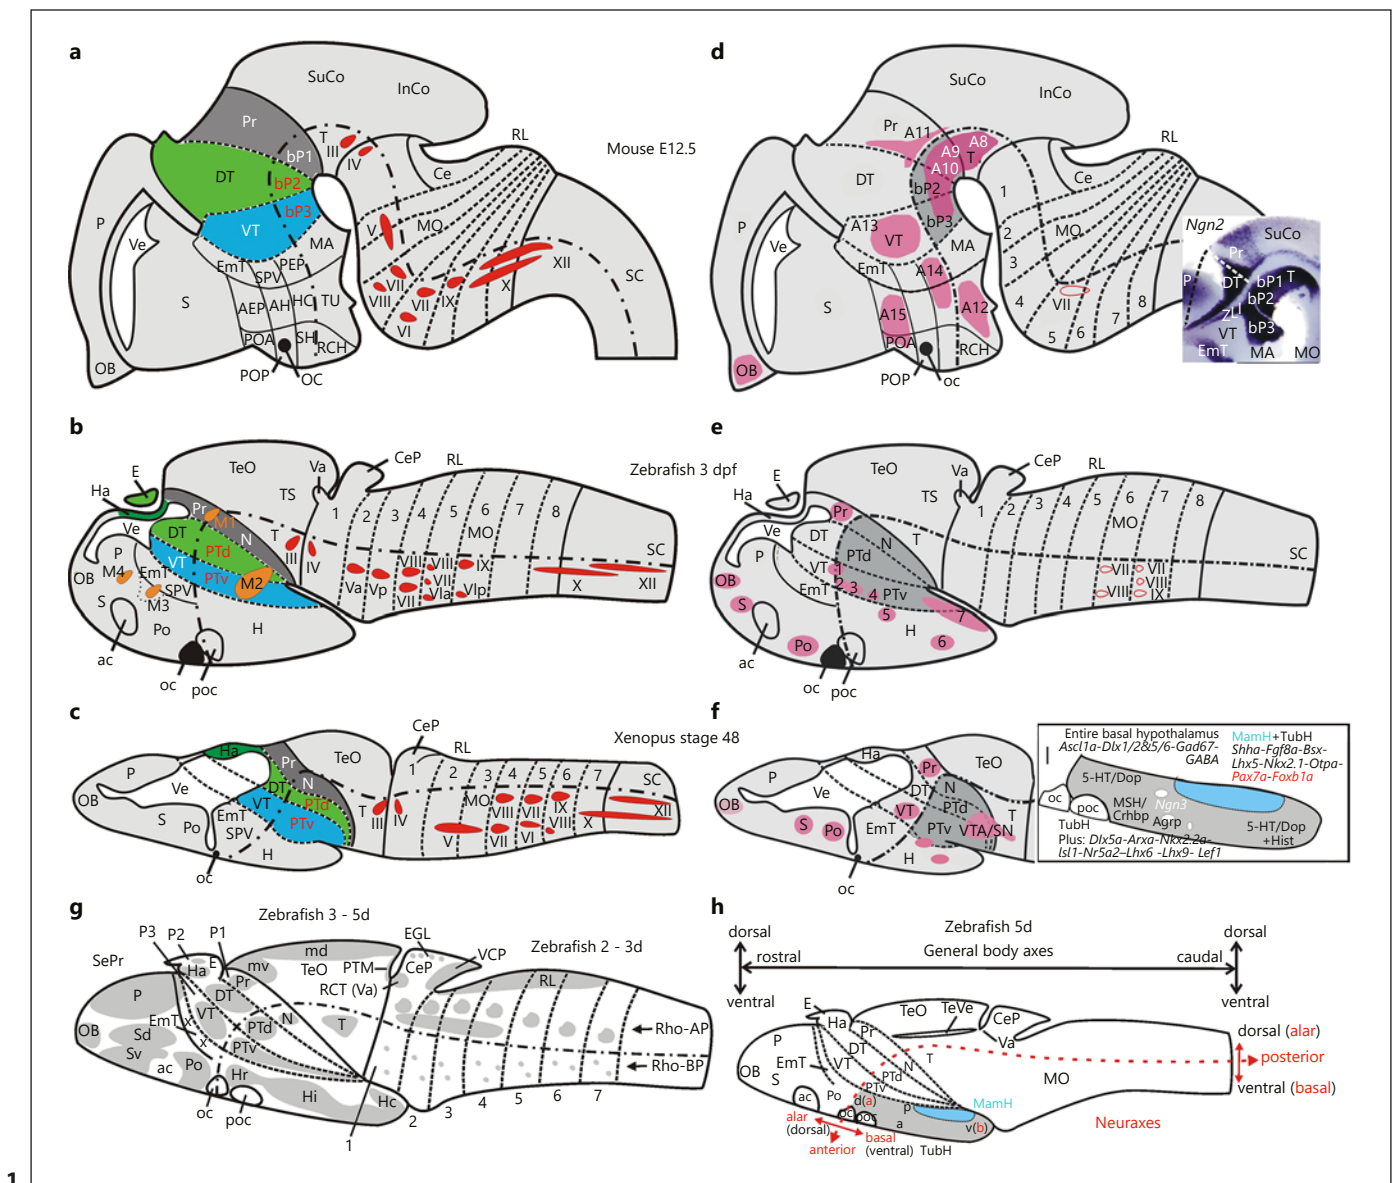 a
SuCo
InCo
Pr
T
III
IV
bP1
RL
Mouse E12.5
DT
bP2
bP3
Ce
P
Ve
VT
V
MO
MA
EmT
PEP
SPV
XII
SC
S
VII
VIII
VII
IX
X
AEP
AH
HC
TU
VI
POA
SH
RCH
OB
POP
OC
d
SuCo
InCo
Pr
A11
A9
A8
T
A10
RL
DT
bP2
bP3
1
Ce
P
Ve
A13
VT
MA
2
MO
3
EmT
A14
S
A15
A12
4
VII
8
7
5
6
POA
RCH
OB
POP
oc
Ngn2
SuCo
Pr
P
DT
bP1
T
bP2
ZLI
bP3
VT
EmT
MA
MO
b
E
Ha
TeO
Va
CeP
RL
Zebrafish 3 dpf
TS
Ve
Pr
M1
N
DT
PTd
T
III
IV
1
2
3
4
5
6
7
8
MO
SC
P
VT
PTv
M2
OB
M4
EmT
SPV
M3
S
Po
H
Va
Vp
VIII
VII
VIII
VIa
IX
VIp
X
XII
ac
oc
poc
e
E
Ha
TeO
Va
CeP
RL
TS
Ve
Pr
DT
N
T
PTd
1
2
3
4
5
6
7
8
MO
SC
P
VT
1
EmT
2
3
4
PTv
5
7
6
OB
S
Po
H
VII
VIII
VII
VIII
IX
ac
oc
poc
c
CeP
RL
Xenopus stage 48
Ha
Pr
TeO
P
Ve
N
DT
PTd
T
III
IV
1
2
3
4
5
6
7
MO
SC
OB
VT
PTv
S
Po
EmT
SPV
H
V
VII
VI
IX
VIII
X
XII
oc
f
Ha
Pr
TeO
P
Ve
DT
N
PTd
T
OB
VT
PTv
VTA/SN
S
Po
EmT
H
oc
Entire basal hypothalamus
Ascl1a-Dlx1/2&5/6-Gad67-
GABA
MamH+TubH
Shha-Fgf8a-Bsx-
Lhx5-Nkx2.1-Otpa-
Pax7a-Foxb1a
5-HT/Dop
oc
poc
MSH/
Crhbp
Ngn3
Agrp
5-HT/Dop
+Hist
TubH
Plus: Dlx5a-Arxa-Nkx2.2a-
Isl1-Nr5a2–Lhx6 -Lhx9- Lef1
g
Zebrafish 3 - 5d
Zebrafish 2 - 3d
P3
P2
P1
EGL
VCP
SePr
Ha
E
md
mv
TeO
PTM
RCT (Va)
CeP
RL
Pr
P
DT
VT
EmT
x
x
PTd
N
T
PTv
OB
Sd
Sv
ac
Po
Hr
Hi
Hc
Rho-AP
Rho-BP
oc
poc
1
2
3
4
5
6
7
h
Zebrafish 5d
General body axes
dorsal
rostral
ventral
dorsal
caudal
ventral
E
Ha
Pr
TeO
TeVe
CeP
Va
P
OB
S
EmT
DT
VT
PTd
N
T
PTv
MO
ac
Po
d(a)
oc
poc
p
a
MamH
v(b)
TubH
dorsal (alar)
posterior
ventral (basal)
alar
(dorsal)
anterior
basal
(ventral)
Neuraxes
1